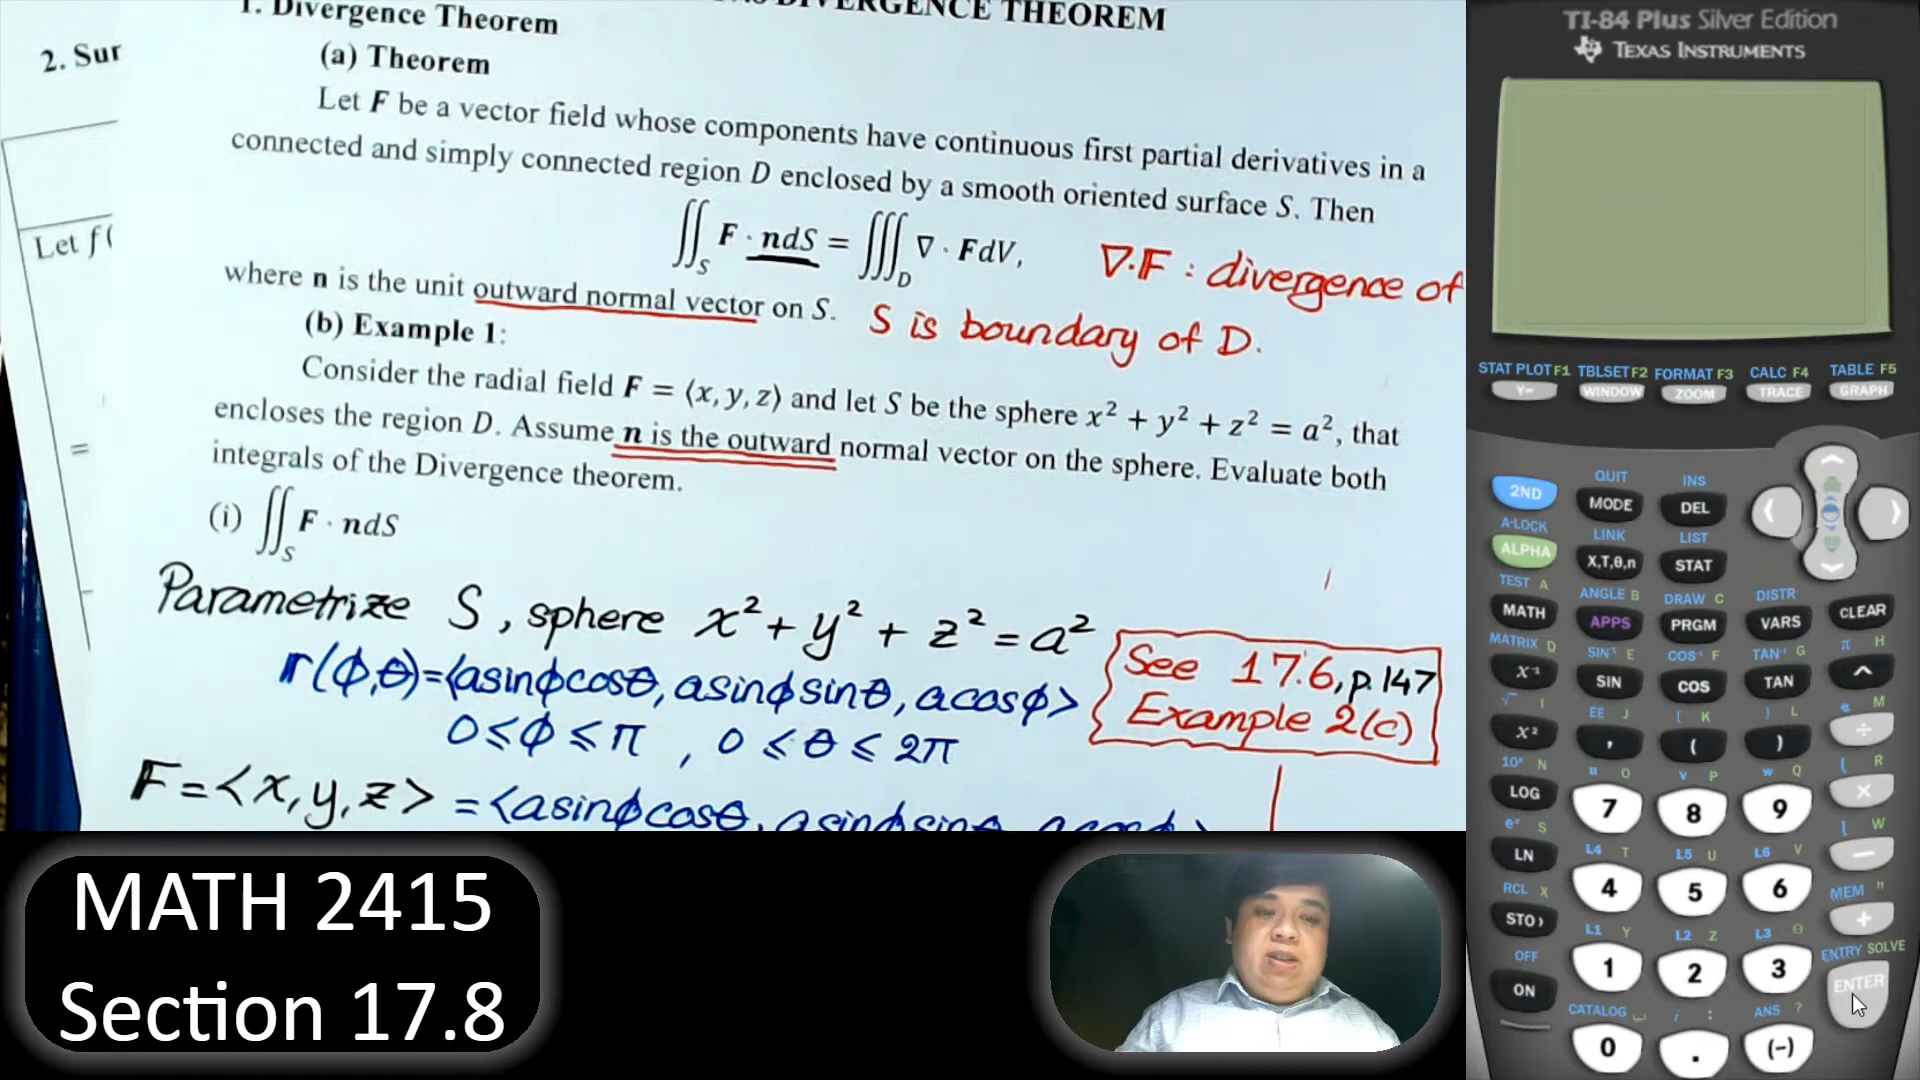 DIVERGENCE THEOREM
1. Divergence Theorem
2. Sur
(a) Theorem
Let F be a vector field whose components have continuous first partial derivatives in a
connected and simply connected region D enclosed by a smooth oriented surface S. Then
∬_S F · ndS = ∭_D ∇ · FdV,
∇·F : divergence of
where n is the unit outward normal vector on S.
S is boundary of D.
Let f(
(b) Example 1:
Consider the radial field F = ⟨x, y, z⟩ and let S be the sphere x² + y² + z² = a², that
encloses the region D. Assume n is the outward normal vector on the sphere. Evaluate both
integrals of the Divergence theorem.
=
(i) ∬_S F · ndS
Parametrize S, sphere x² + y² + z² = a²
r(φ,θ)=⟨asinφcosθ, asinφsinθ, acosφ⟩
0≤φ≤π, 0≤θ≤2π
See 17.6, p.147
Example 2(c)
F=⟨x,y,z⟩ =⟨asinφcosθ, asinφsinθ, acosφ⟩
MATH 2415
Section 17.8
TI-84 Plus Silver Edition
TEXAS INSTRUMENTS
STAT PLOT F1 TBLSET F2 FORMAT F3 CALC F4 TABLE F5
Y= WINDOW ZOOM TRACE GRAPH
QUIT INS
2ND MODE DEL
A-LOCK LINK LIST
ALPHA X,T,θ,n STAT
TEST A ANGLE B DRAW C DISTR
MATH APPS PRGM VARS CLEAR
MATRIX D SIN⁻¹ E COS⁻¹ F TAN⁻¹ G π H
X⁻¹ SIN COS TAN ^
√ I EE J { K } L e M
X² , ( ) ÷
10ˣ N u O v P w Q [ R
LOG 7 8 9 ×
eˣ S L4 T L5 U L6 V ] W
LN 4 5 6 −
RCL X L1 Y L2 Z L3 θ MEM "
STO› 1 2 3 +
OFF CATALOG ⎵ i : ANS ? ENTRY SOLVE
ON 0 . (-) ENTER